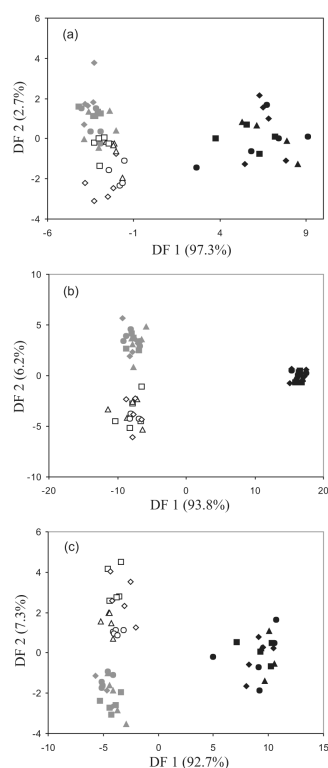 (a)
6
4
2
0
-2
-4
DF 2 (2.7%)
-6 -1 4 9
DF 1 (97.3%)
(b)
10
5
0
-5
-10
DF 2 (6.2%)
-20 -10 0 10 20
DF 1 (93.8%)
(c)
6
4
2
0
-2
-4
DF 2 (7.3%)
-10 -5 0 5 10 15
DF 1 (92.7%)